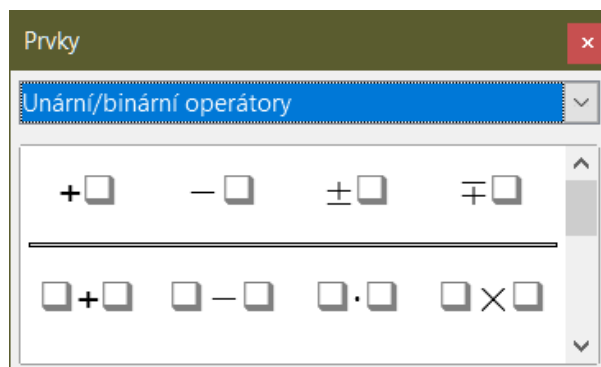 Prvky
Unární/binární operátory
+□ −□ ±□ ∓□
□+□ □−□ □·□ □×□